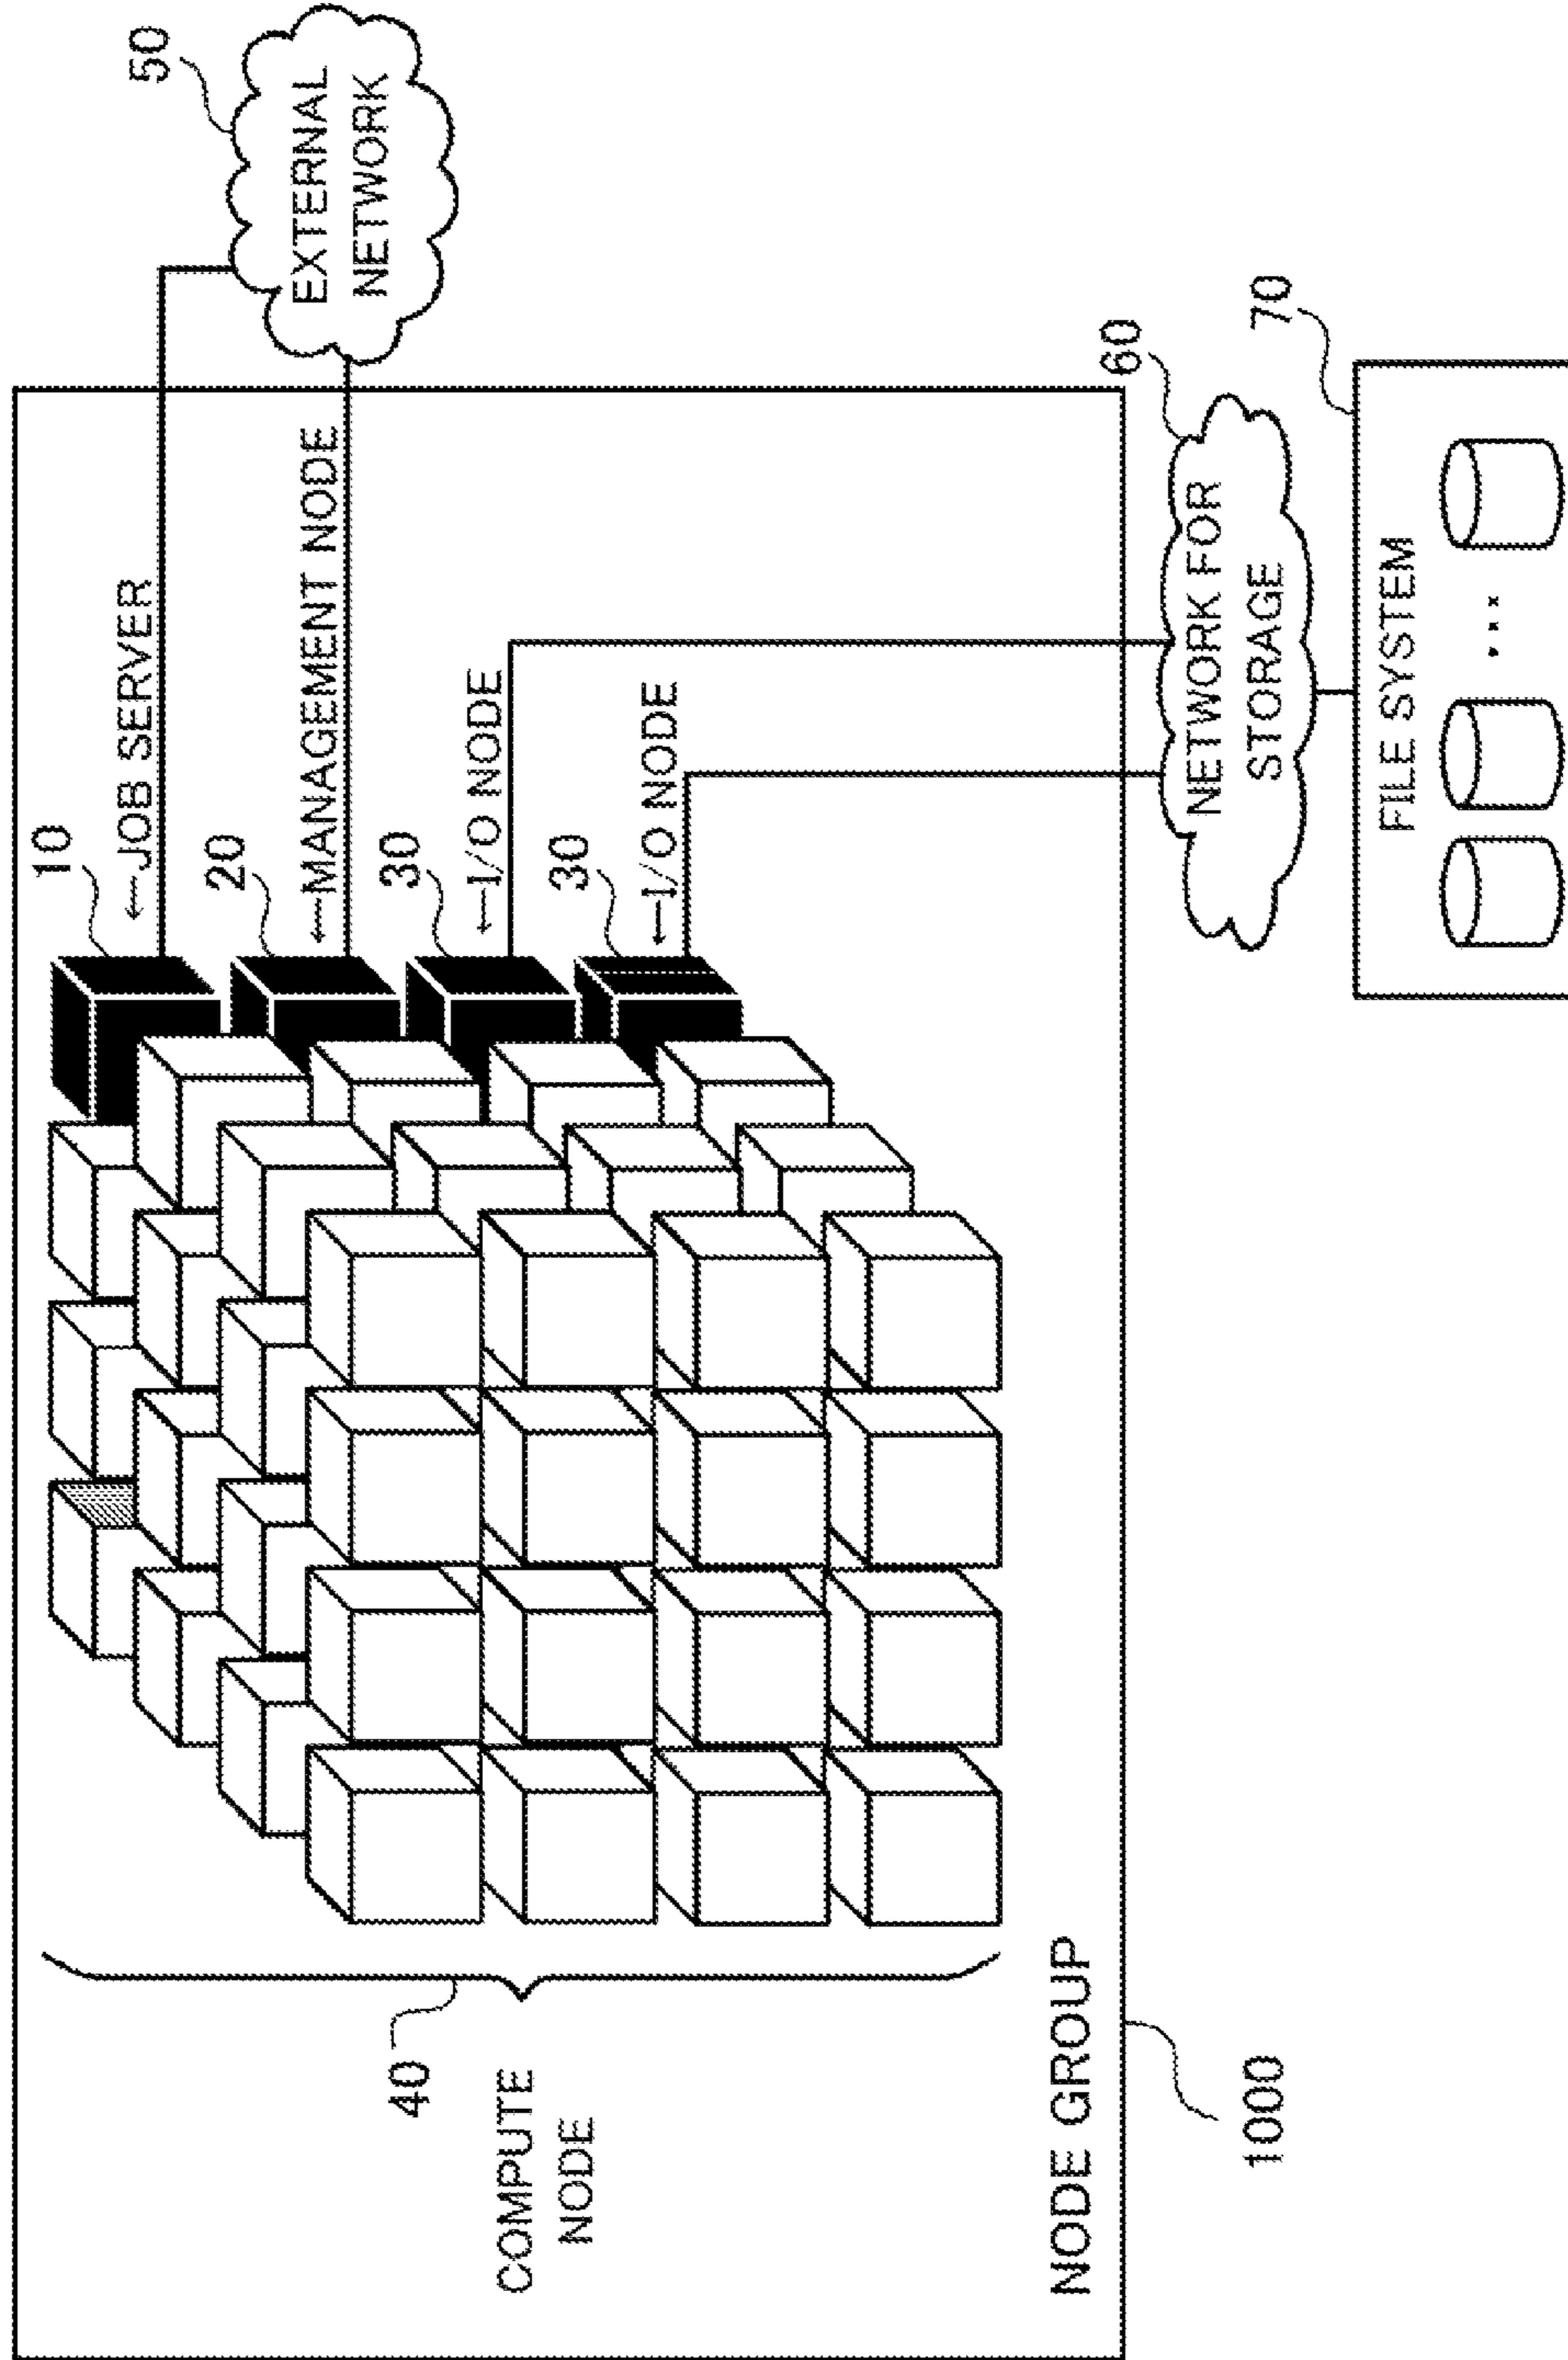 10
←JOB SERVER
20
←MANAGEMENT NODE
30
←I/O NODE
30
←I/O NODE
50
EXTERNAL
NETWORK
40
COMPUTE
NODE
NODE GROUP
1000
60
NETWORK FOR
STORAGE
70
FILE SYSTEM
...